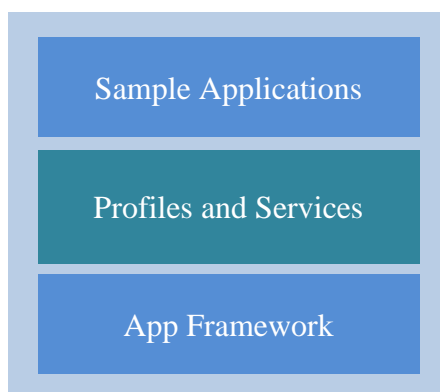 Sample Applications
Profiles and Services
App Framework